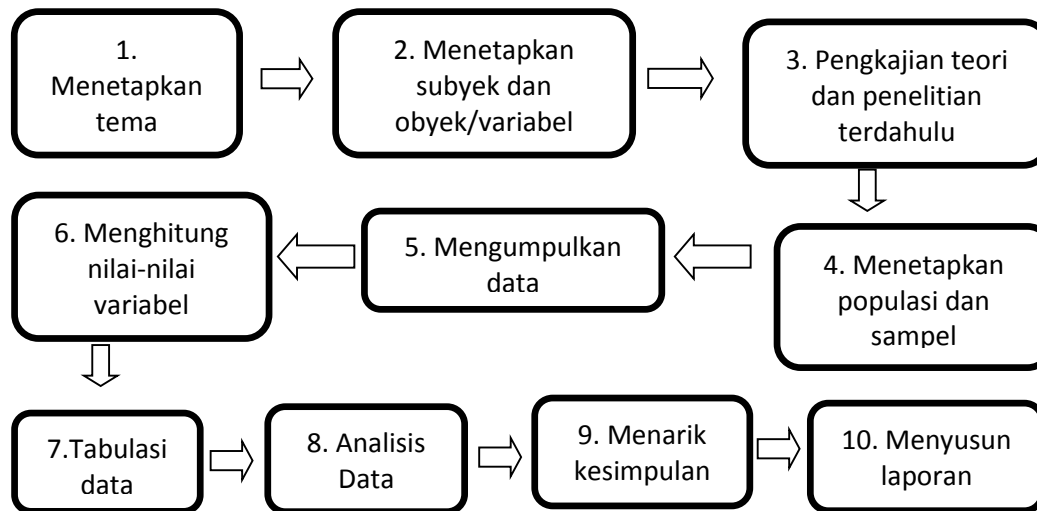 1.
Menetapkan
tema
2. Menetapkan
subyek dan
obyek/variabel
3. Pengkajian teori
dan penelitian
terdahulu
4. Menetapkan
populasi dan
sampel
5. Mengumpulkan
data
6. Menghitung
nilai-nilai
variabel
7.Tabulasi
data
8. Analisis
Data
9. Menarik
kesimpulan
10. Menyusun
laporan